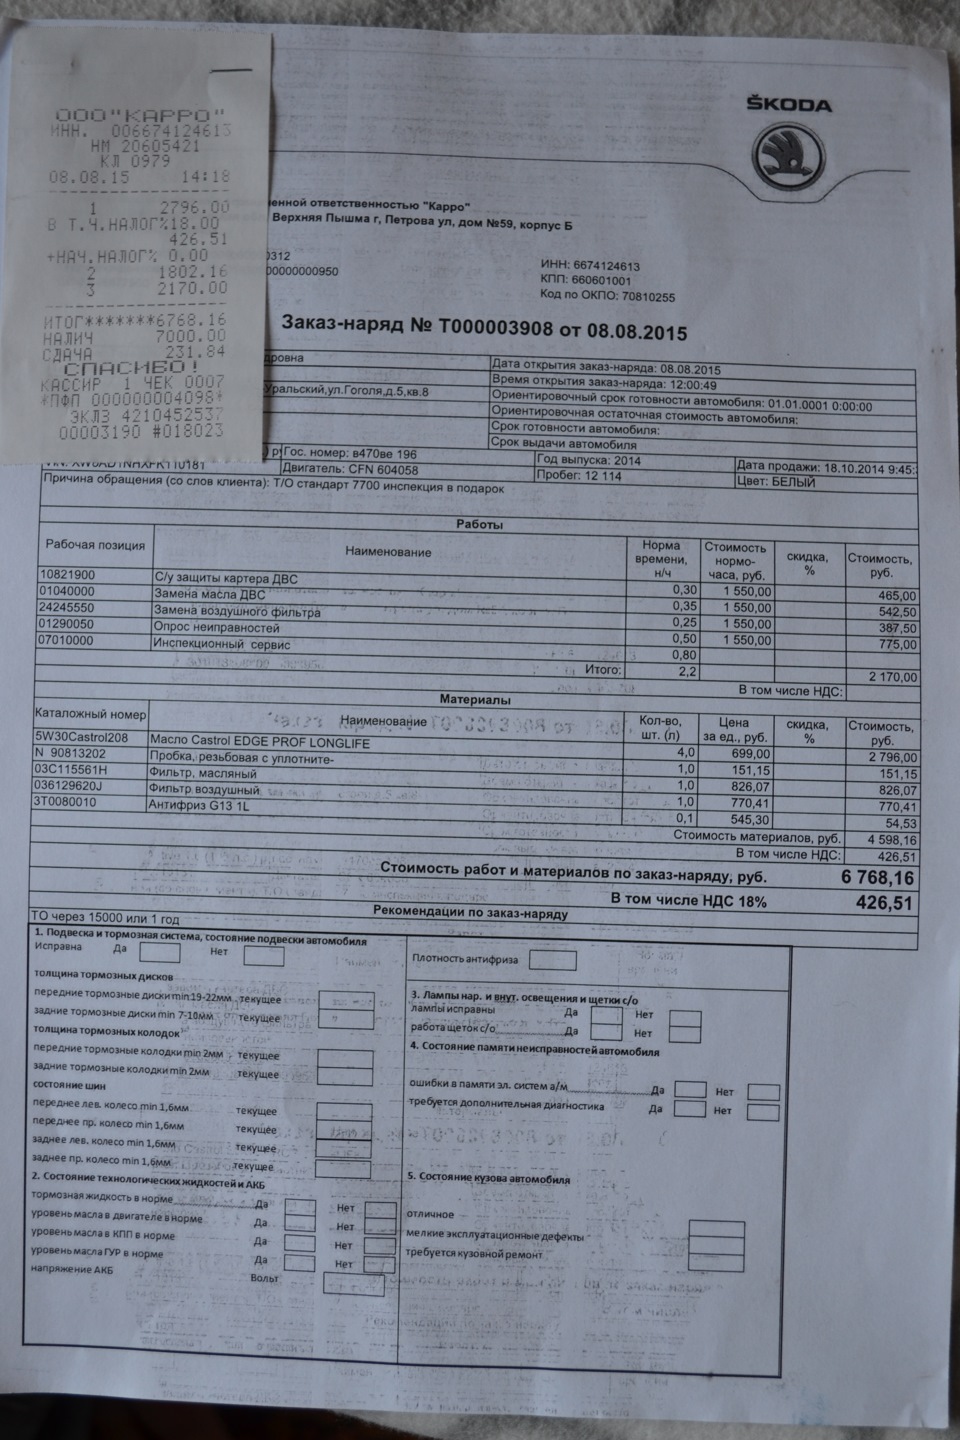 ООО"КАРРО"
ИНН. 006674124613
НМ 20605421
КЛ 0979
08.08.15 14:18
1 2796.00
В Т.Ч.НАЛОГ%18.00
426.51
+НАЧ.НАЛОГ% 0.00
2 1802.16
3 2170.00
ИТОГ*******6768.16
НАЛИЧ 7000.00
СДАЧА 231.84
СПАСИБО!
КАССИР 1 ЧЕК 0007
*ПФП 000000004098*
ЭКЛЗ 4210452537
00003190 #018023
ŠKODA
енной ответственностью "Карро"
Верхняя Пышма г, Петрова ул, дом №59, корпус Б
0312
00000000950
ИНН: 6674124613
КПП: 660601001
Код по ОКПО: 70810255
Заказ-наряд № Т000003908 от 08.08.2015
дровна
Уральский,ул.Гоголя,д.5,кв.8
Дата открытия заказ-наряда: 08.08.2015
Время открытия заказ-наряда: 12:00:49
Ориентировочный срок готовности автомобиля: 01.01.0001 0:00:00
Ориентировочная остаточная стоимость автомобиля:
Срок готовности автомобиля:
Срок выдачи автомобиля
Гос. номер: в470ве 196 Год выпуска: 2014 Дата продажи: 18.10.2014 9:45:
Двигатель: CFN 604058 Пробег: 12 114 Цвет: БЕЛЫЙ
Причина обращения (со слов клиента): Т/О стандарт 7700 инспекция в подарок
Работы
Рабочая позиция Наименование Норма времени, н/ч Стоимость нормо-часа, руб. скидка, % Стоимость, руб.
10821900 С/у защиты картера ДВС 0,30 1 550,00 465,00
01040000 Замена масла ДВС 0,35 1 550,00 542,50
24245550 Замена воздушного фильтра 0,25 1 550,00 387,50
01290050 Опрос неиправностей 0,50 1 550,00 775,00
07010000 Инспекционный сервис 0,80
Итого: 2,2 2 170,00
В том числе НДС:
Материалы
Каталожный номер Наименование Кол-во, шт. (л) Цена за ед., руб. скидка, % Стоимость, руб.
5W30Castrol208 Масло Castrol EDGE PROF LONGLIFE 4,0 699,00 2 796,00
N 90813202 Пробка, резьбовая с уплотните- 1,0 151,15 151,15
03C115561H Фильтр, масляный 1,0 826,07 826,07
036129620J Фильтр воздушный 1,0 770,41 770,41
3T0080010 Антифриз G13 1L 0,1 545,30 54,53
Стоимость материалов, руб. 4 598,16
В том числе НДС: 426,51
Стоимость работ и материалов по заказ-наряду, руб. 6 768,16
В том числе НДС 18% 426,51
Рекомендации по заказ-наряду
ТО через 15000 или 1 год
1. Подвеска и тормозная система, состояние подвески автомобиля
Исправна Да Нет
толщина тормозных дисков
передние тормозные диски min 19-22мм текущее
задние тормозные диски min 7-10мм текущее
толщина тормозных колодок
передние тормозные колодки min 2мм текущее
задние тормозные колодки min 2мм текущее
состояние шин
переднее лев. колесо min 1,6мм текущее
переднее пр. колесо min 1,6мм текущее
заднее лев. колесо min 1,6мм текущее
заднее пр. колесо min 1,6мм текущее
2. Состояние технологических жидкостей и АКБ
тормозная жидкость в норме Да Нет
уровень масла в двигателе в норме Да Нет
уровень масла в КПП в норме Да Нет
уровень масла ГУР в норме Да Нет
напряжение АКБ Вольт
Плотность антифриза
3. Лампы нар. и внут. освещения и щетки с/о
лампы исправны Да Нет
работа щеток с/о Да Нет
4. Состояние памяти неисправностей автомобиля
ошибки в памяти эл. систем а/м Да Нет
требуется дополнительная диагностика Да Нет
5. Состояние кузова автомобиля
отличное
мелкие эксплуатационные дефекты
требуется кузовной ремонт